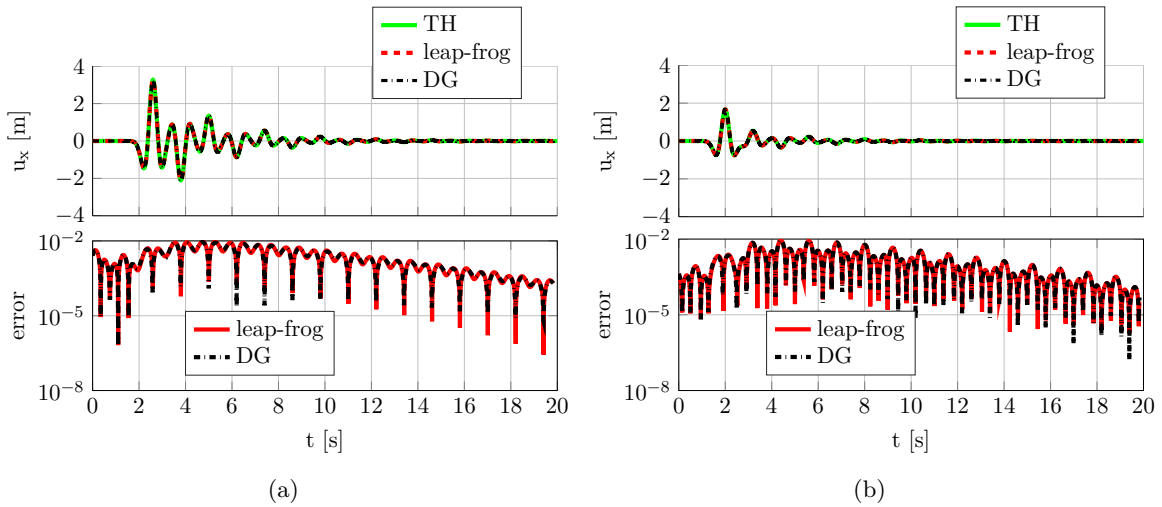 TH
leap-frog
DG
4
2
0
−2
−4
u_x [m]
10^{−2}
10^{−5}
10^{−8}
error
leap-frog
DG
0 2 4 6 8 10 12 14 16 18 20
t [s]
(a)
TH
leap-frog
DG
4
2
0
−2
−4
u_x [m]
10^{−2}
10^{−5}
10^{−8}
error
leap-frog
DG
0 2 4 6 8 10 12 14 16 18 20
t [s]
(b)